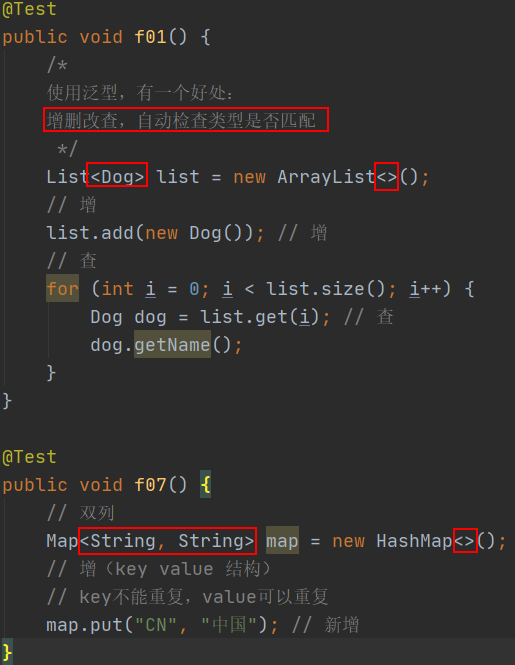 @Test
public void f01() {
/*
使用泛型，有一个好处：
增删改查，自动检查类型是否匹配
*/
List<Dog> list = new ArrayList<>();
// 增
list.add(new Dog()); // 增
// 查
for (int i = 0; i < list.size(); i++) {
Dog dog = list.get(i); // 查
dog.getName();
}
}
@Test
public void f07() {
// 双列
Map<String, String> map = new HashMap<>();
// 增（key value 结构）
// key不能重复，value可以重复
map.put("CN", "中国"); // 新增
}